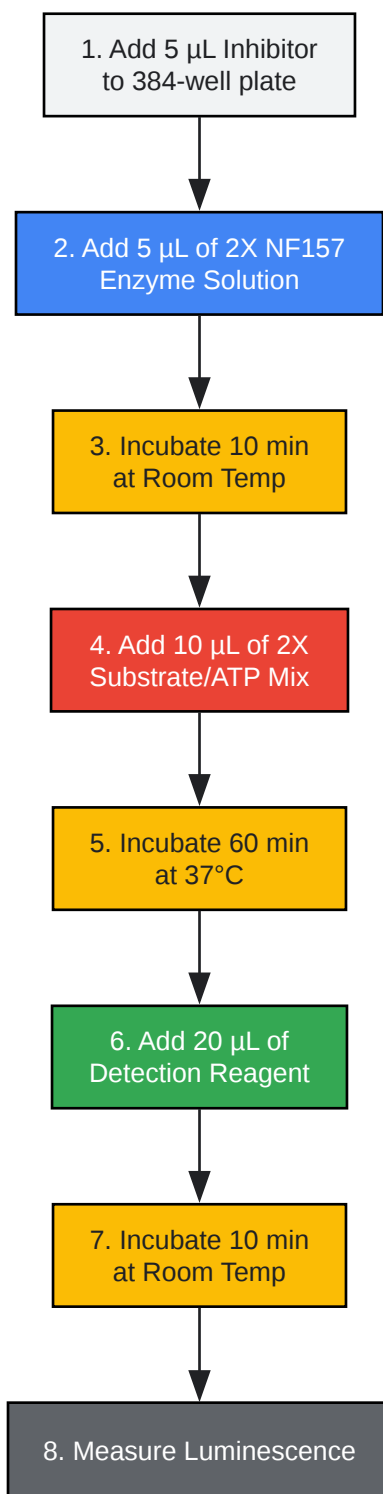 1. Add 5 µL Inhibitor
to 384-well plate
2. Add 5 µL of 2X NF157
Enzyme Solution
3. Incubate 10 min
at Room Temp
4. Add 10 µL of 2X
Substrate/ATP Mix
5. Incubate 60 min
at 37°C
6. Add 20 µL of
Detection Reagent
7. Incubate 10 min
at Room Temp
8. Measure Luminescence